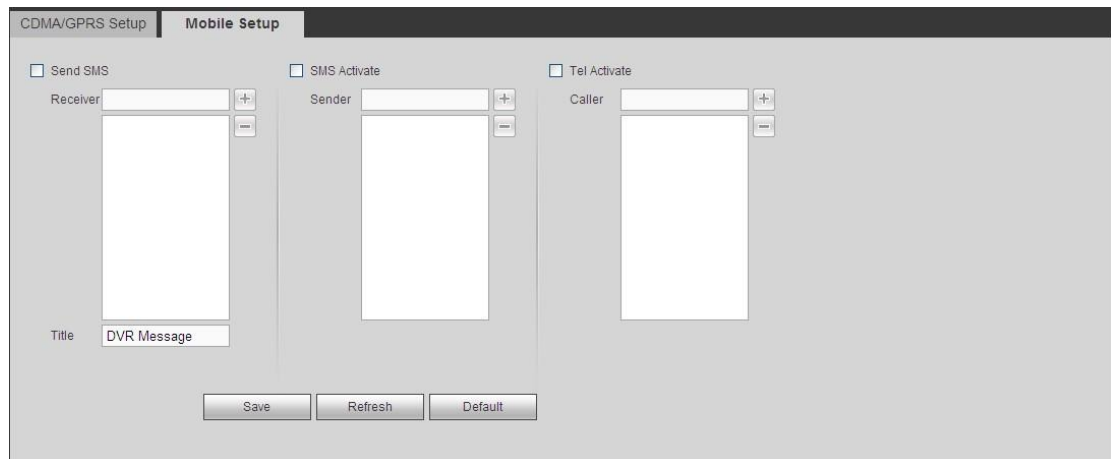 CDMA/GPRS Setup Mobile Setup
Send SMS SMS Activate Tel Activate
Receiver Sender Caller
Title DVR Message
Save Refresh Default